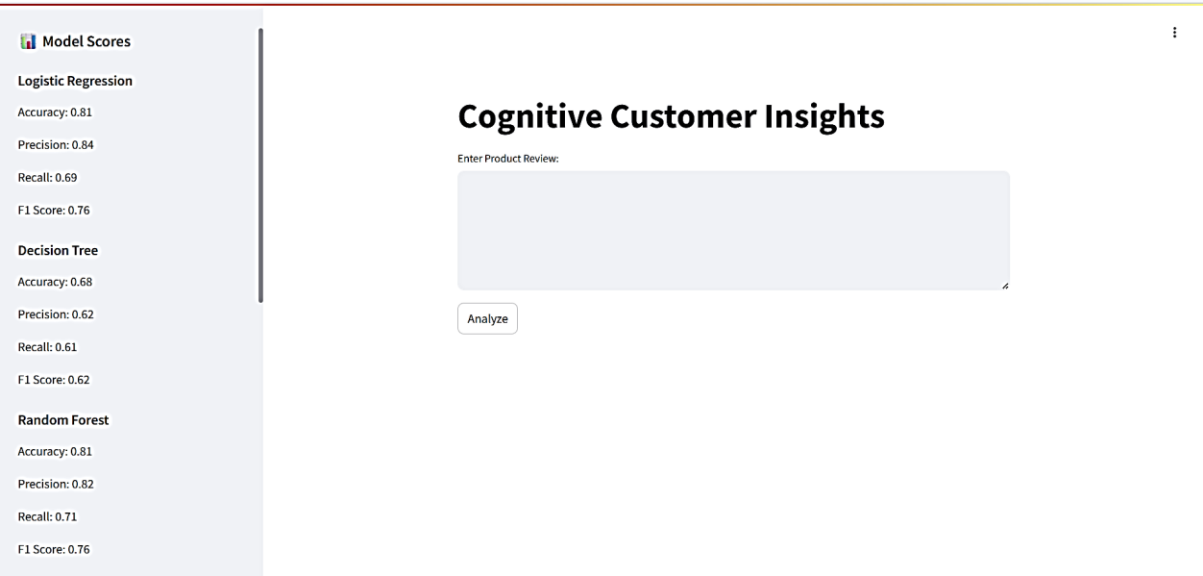 Model Scores
Logistic Regression
Accuracy: 0.81
Precision: 0.84
Recall: 0.69
F1 Score: 0.76
Decision Tree
Accuracy: 0.68
Precision: 0.62
Recall: 0.61
F1 Score: 0.62
Random Forest
Accuracy: 0.81
Precision: 0.82
Recall: 0.71
F1 Score: 0.76
Cognitive Customer Insights
Enter Product Review:
Analyze